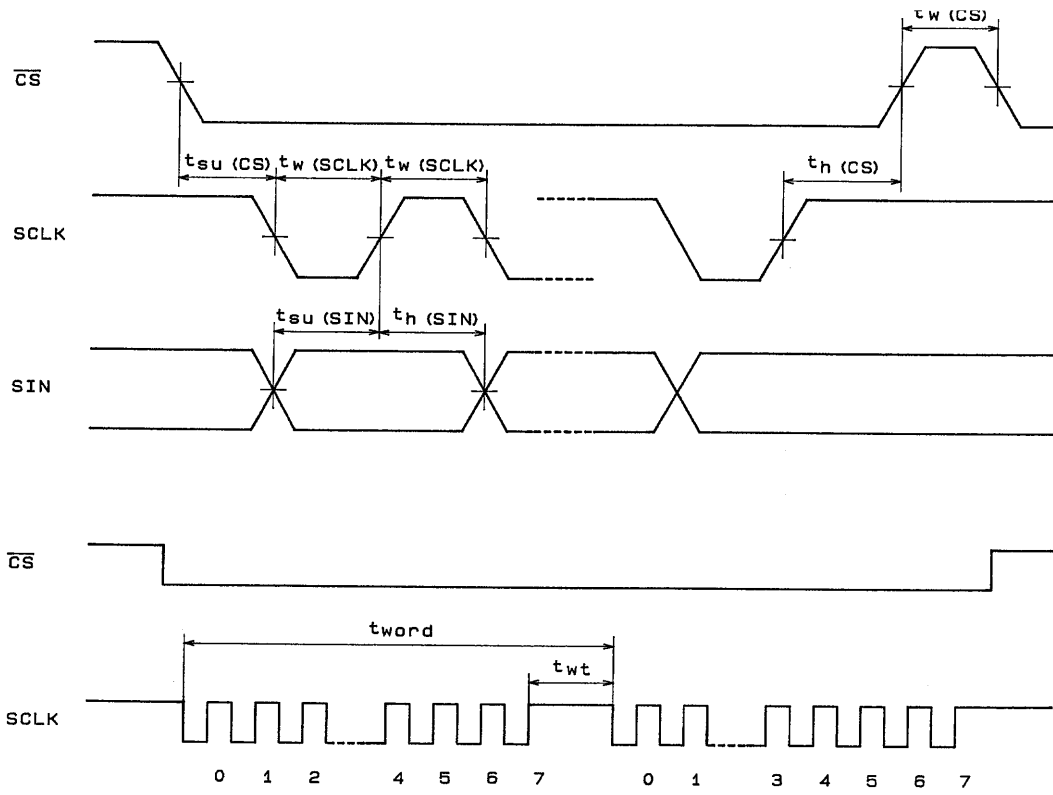 tw (CS)
CS
tsu (CS) tw (SCLK) tw (SCLK)
th (CS)
SCLK
tsu (SIN) th (SIN)
SIN
CS
tword
twt
SCLK
0 1 2 4 5 6 7 0 1 3 4 5 6 7